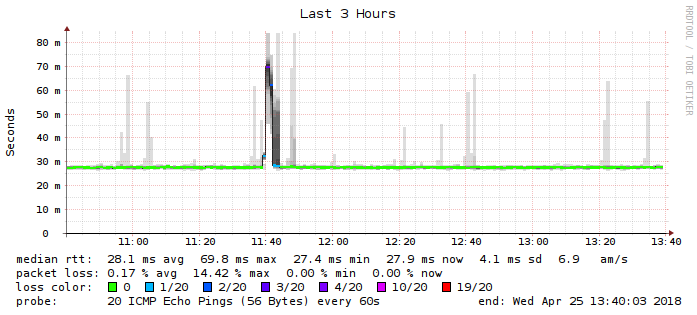 Last 3 Hours
RRDTOOL / TOBI OETIKER
Seconds
80 m
70 m
60 m
50 m
40 m
30 m
20 m
10 m
0
11:00 11:20 11:40 12:00 12:20 12:40 13:00 13:20 13:40
median rtt: 28.1 ms avg 69.8 ms max 27.4 ms min 27.9 ms now 4.1 ms sd 6.9 am/s
packet loss: 0.17 % avg 14.42 % max 0.00 % min 0.00 % now
loss color: 0 1/20 2/20 3/20 4/20 10/20 19/20
probe: 20 ICMP Echo Pings (56 Bytes) every 60s end: Wed Apr 25 13:40:03 2018